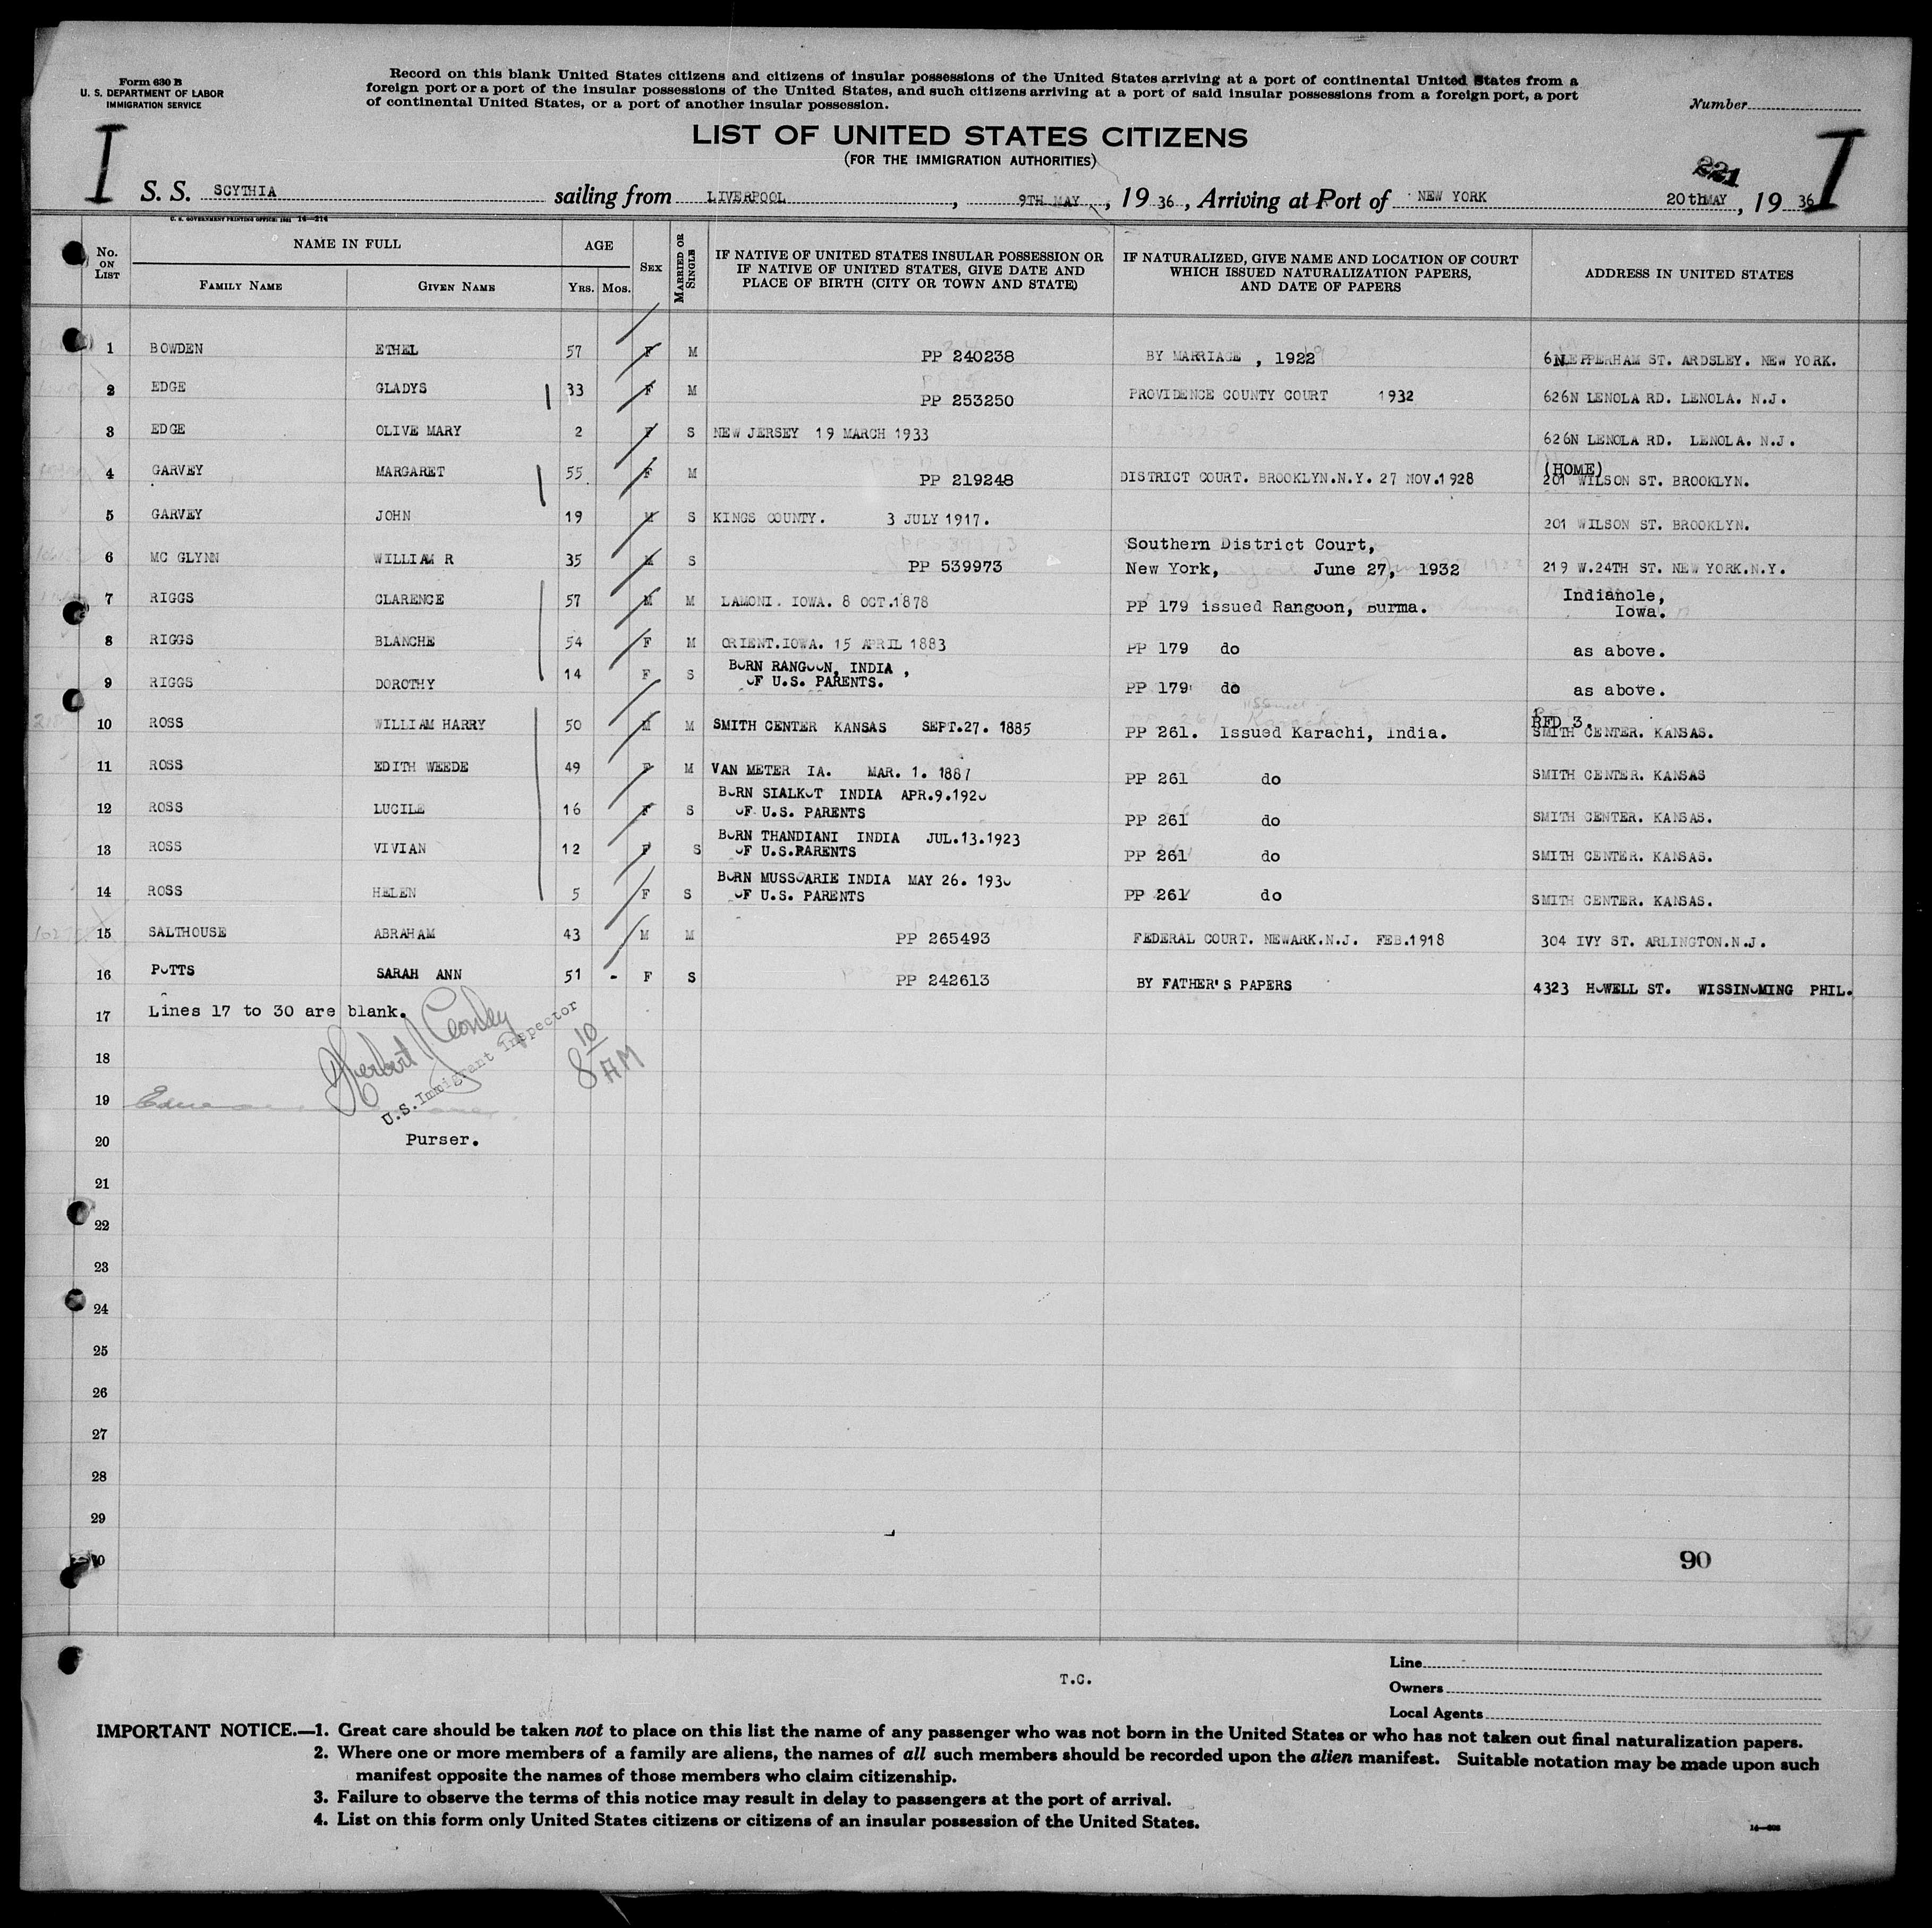 Form 630 B
U. S. DEPARTMENT OF LABOR
IMMIGRATION SERVICE
Record on this blank United States citizens and citizens of insular possessions of the United States arriving at a port of continental United States from a
foreign port or a port of the insular possessions of the United States, and such citizens arriving at a port of said insular possessions from a foreign port, a port
of continental United States, or a port of another insular possession.
Number
LIST OF UNITED STATES CITIZENS
(FOR THE IMMIGRATION AUTHORITIES)
I
I
221
S. S. SCYTHIA sailing from LIVERPOOL, 9TH MAY, 19 36, Arriving at Port of NEW YORK 20th MAY, 19 36
U. S. GOVERNMENT PRINTING OFFICE: 1931 14—214
No. ON LIST NAME IN FULL FAMILY NAME GIVEN NAME AGE YRS. MOS. SEX MARRIED OR SINGLE IF NATIVE OF UNITED STATES INSULAR POSSESSION OR IF NATIVE OF UNITED STATES, GIVE DATE AND PLACE OF BIRTH (CITY OR TOWN AND STATE) IF NATURALIZED, GIVE NAME AND LOCATION OF COURT WHICH ISSUED NATURALIZATION PAPERS, AND DATE OF PAPERS ADDRESS IN UNITED STATES
1 BOWDEN ETHEL 57 F M PP 240238 BY MARRIAGE , 1922 ST. ARDSLEY. NEW YORK.
2 EDGE GLADYS 33 F M PP 253250 PROVIDENCE COUNTY COURT 1932 626N LENOLA RD. LENOLA. N.J.
3 EDGE OLIVE MARY 2 F S NEW JERSEY 19 MARCH 1933 626N LENOLA RD. LENOLA. N.J.
4 GARVEY MARGARET 55 F M PP 219248 DISTRICT COURT. BROOKLYN.N.Y. 27 NOV.1928 (HOME) 201 WILSON ST. BROOKLYN.
5 GARVEY JOHN 19 M S KINGS COUNTY. 3 JULY 1917. 201 WILSON ST. BROOKLYN.
6 MC GLYNN WILLIAM R 35 M S PP 539973 Southern District Court, New York, June 27, 1932 219 W.24TH ST. NEW YORK.N.Y.
7 RIGGS CLARENCE 57 M M LAMONI. IOWA. 8 OCT.1878 PP 179 issued Rangoon, Burma. Indianole, Iowa.
8 RIGGS BLANCHE 54 F M ORIENT.IOWA. 15 APRIL 1883 PP 179 do as above.
9 RIGGS DOROTHY 14 F S BORN RANGOON, INDIA , OF U.S. PARENTS. PP 179 do as above.
10 ROSS WILLIAM HARRY 50 M M SMITH CENTER KANSAS SEPT.27. 1885 PP 261. Issued Karachi, India. RFD 3. SMITH CENTER. KANSAS.
11 ROSS EDITH WEEDE 49 F M VAN METER IA. MAR. 1. 1887 PP 261 do SMITH CENTER. KANSAS
12 ROSS LUCILE 16 F S BORN SIALKOT INDIA APR.9.1920 OF U.S. PARENTS PP 261 do SMITH CENTER. KANSAS.
13 ROSS VIVIAN 12 F S BORN THANDIANI INDIA JUL.13.1923 OF U.S.PARENTS PP 261 do SMITH CENTER. KANSAS.
14 ROSS HELEN 5 F S BORN MUSSOARIE INDIA MAY 26. 1930 OF U.S. PARENTS PP 261 do SMITH CENTER. KANSAS.
15 SALTHOUSE ABRAHAM 43 M M PP 265493 FEDERAL COURT. NEWARK.N.J. FEB.1918 304 IVY ST. ARLINGTON.N.J.
16 POTTS SARAH ANN 51 - F S PP 242613 BY FATHER'S PAPERS 4323 HOWELL ST. WISSINOMING PHIL.
17 Lines 17 to 30 are blank.
Herbert J
U.S. Immigrant Inspector
8 10 AM
18
19
20 Purser.
21
22
23
24
25
26
27
28
29
90
T.C.
Line
Owners
Local Agents
IMPORTANT NOTICE.—1. Great care should be taken not to place on this list the name of any passenger who was not born in the United States or who has not taken out final naturalization papers.
2. Where one or more members of a family are aliens, the names of all such members should be recorded upon the alien manifest. Suitable notation may be made upon such
manifest opposite the names of those members who claim citizenship.
3. Failure to observe the terms of this notice may result in delay to passengers at the port of arrival.
4. List on this form only United States citizens or citizens of an insular possession of the United States.